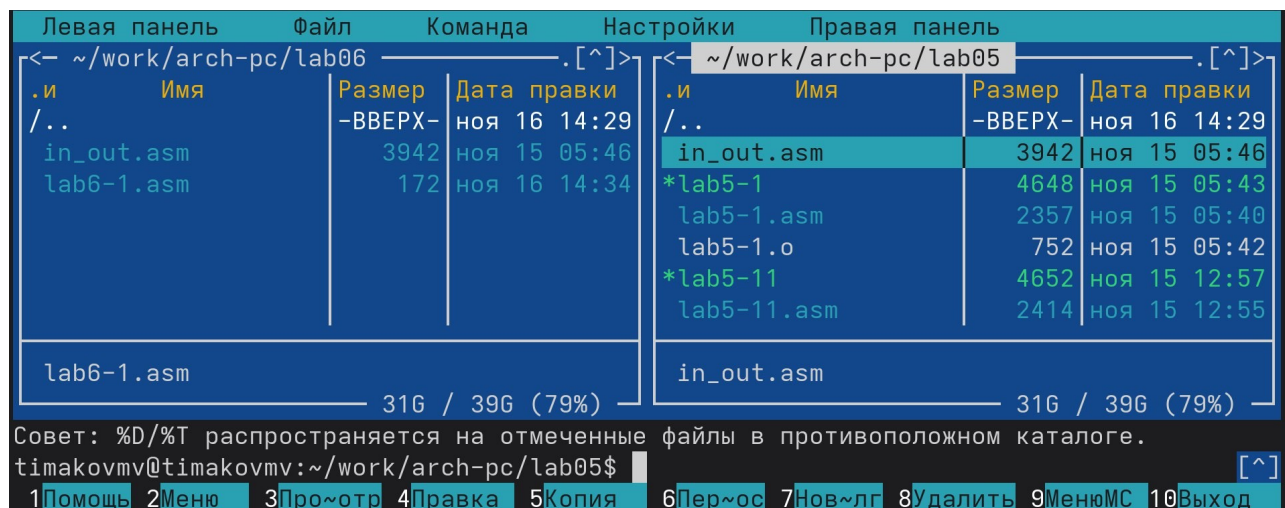 Левая панель Файл Команда Настройки Правая панель
<— ~/work/arch-pc/lab06 .[^]> <— ~/work/arch-pc/lab05 .[^]>
.и Имя Размер Дата правки .и Имя Размер Дата правки
/.. -ВВЕРХ- ноя 16 14:29 /.. -ВВЕРХ- ноя 16 14:29
in_out.asm 3942 ноя 15 05:46 in_out.asm 3942 ноя 15 05:46
lab6-1.asm 172 ноя 16 14:34 *lab5-1 4648 ноя 15 05:43
lab5-1.asm 2357 ноя 15 05:40
lab5-1.o 752 ноя 15 05:42
*lab5-11 4652 ноя 15 12:57
lab5-11.asm 2414 ноя 15 12:55
lab6-1.asm in_out.asm
31G / 39G (79%) 31G / 39G (79%)
Совет: %D/%T распространяется на отмеченные файлы в противоположном каталоге.
timakovmv@timakovmv:~/work/arch-pc/lab05$ [^]
1Помощь 2Меню 3Про~отр 4Правка 5Копия 6Пер~ос 7Нов~лг 8Удалить 9МенюMC 10Выход